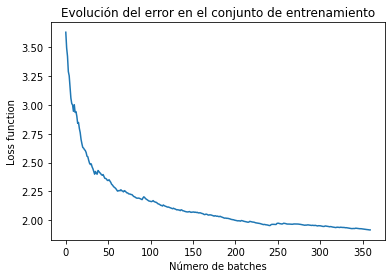 Evolución del error en el conjunto de entrenamiento
Loss function
3.50
3.25
3.00
2.75
2.50
2.25
2.00
0 50 100 150 200 250 300 350
Número de batches